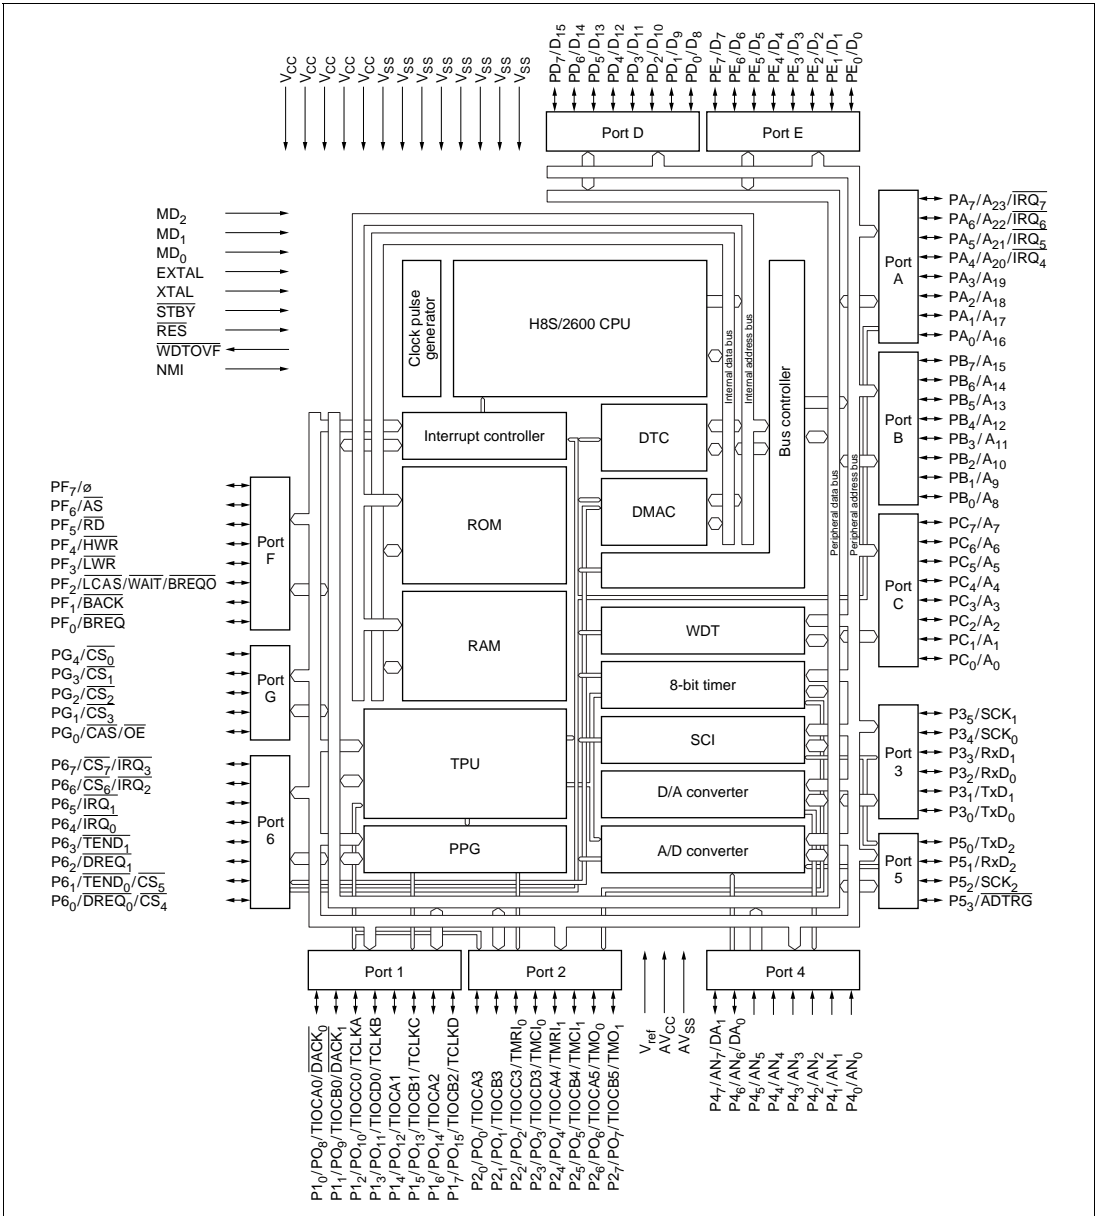 VCC
VCC
VCC
VCC
VCC
VSS
VSS
VSS
VSS
VSS
VSS
VSS
VSS
PD7/D15
PD6/D14
PD5/D13
PD4/D12
PD3/D11
PD2/D10
PD1/D9
PD0/D8
PE7/D7
PE6/D6
PE5/D5
PE4/D4
PE3/D3
PE2/D2
PE1/D1
PE0/D0
Port D
Port E
MD2
MD1
MD0
EXTAL
XTAL
STBY
RES
WDTOVF
NMI
Clock pulse generator
H8S/2600 CPU
Internal data bus
Internal address bus
Bus controller
Peripheral data bus
Peripheral address bus
Interrupt controller
DTC
ROM
DMAC
RAM
WDT
8-bit timer
TPU
SCI
D/A converter
PPG
A/D converter
Port A
PA7/A23/IRQ7
PA6/A22/IRQ6
PA5/A21/IRQ5
PA4/A20/IRQ4
PA3/A19
PA2/A18
PA1/A17
PA0/A16
Port B
PB7/A15
PB6/A14
PB5/A13
PB4/A12
PB3/A11
PB2/A10
PB1/A9
PB0/A8
Port C
PC7/A7
PC6/A6
PC5/A5
PC4/A4
PC3/A3
PC2/A2
PC1/A1
PC0/A0
Port 3
P35/SCK1
P34/SCK0
P33/RxD1
P32/RxD0
P31/TxD1
P30/TxD0
Port 5
P50/TxD2
P51/RxD2
P52/SCK2
P53/ADTRG
PF7/ø
PF6/AS
PF5/RD
PF4/HWR
PF3/LWR
PF2/LCAS/WAIT/BREQO
PF1/BACK
PF0/BREQ
Port F
PG4/CS0
PG3/CS1
PG2/CS2
PG1/CS3
PG0/CAS/OE
Port G
P67/CS7/IRQ3
P66/CS6/IRQ2
P65/IRQ1
P64/IRQ0
P63/TEND1
P62/DREQ1
P61/TEND0/CS5
P60/DREQ0/CS4
Port 6
Port 1
Port 2
Port 4
P10/PO8/TIOCA0/DACK0
P11/PO9/TIOCB0/DACK1
P12/PO10/TIOCC0/TCLKA
P13/PO11/TIOCD0/TCLKB
P14/PO12/TIOCA1
P15/PO13/TIOCB1/TCLKC
P16/PO14/TIOCA2
P17/PO15/TIOCB2/TCLKD
P20/PO0/TIOCA3
P21/PO1/TIOCB3
P22/PO2/TIOCC3/TMRI0
P23/PO3/TIOCD3/TMCI0
P24/PO4/TIOCA4/TMRI1
P25/PO5/TIOCB4/TMCI1
P26/PO6/TIOCA5/TMO0
P27/PO7/TIOCB5/TMO1
Vref
AVCC
AVSS
P47/AN7/DA1
P46/AN6/DA0
P45/AN5
P44/AN4
P43/AN3
P42/AN2
P41/AN1
P40/AN0